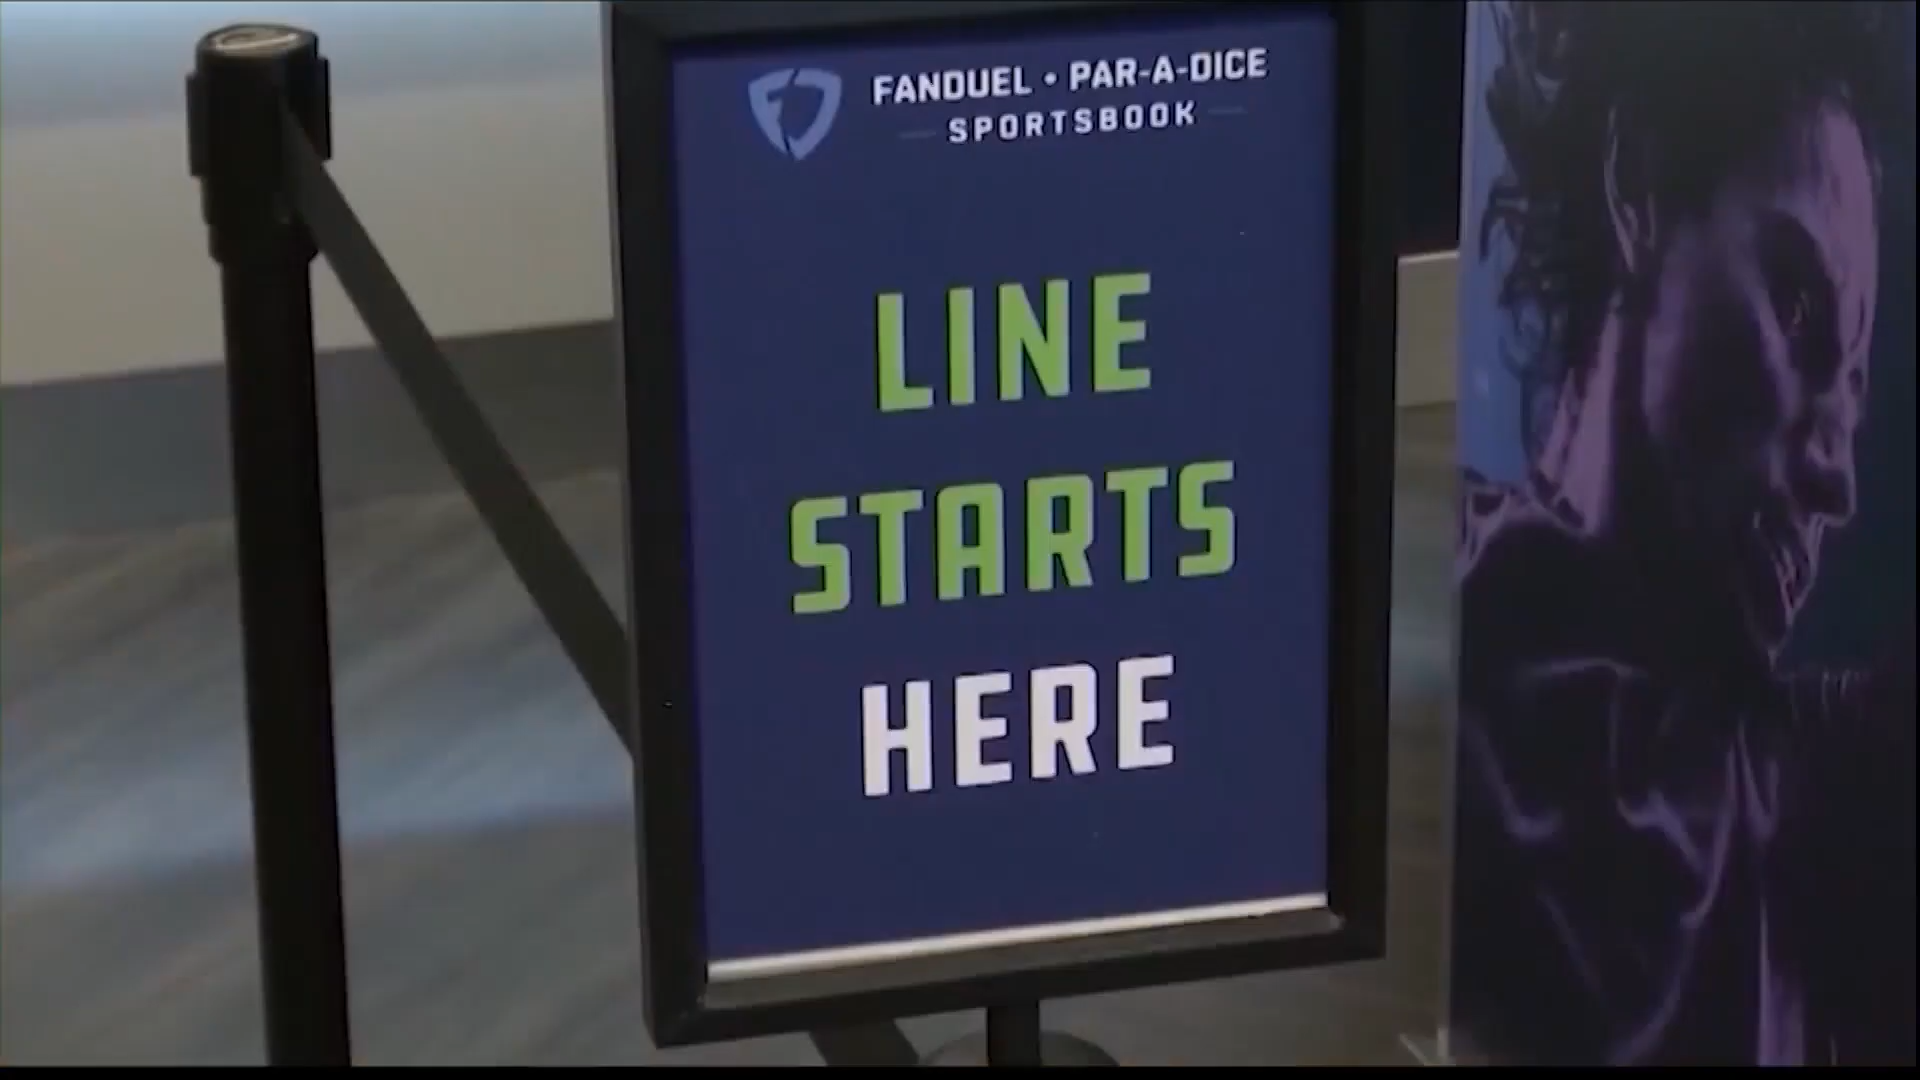 FANDUEL • PAR-A-DICE
SPORTSBOOK
LINE
STARTS
HERE